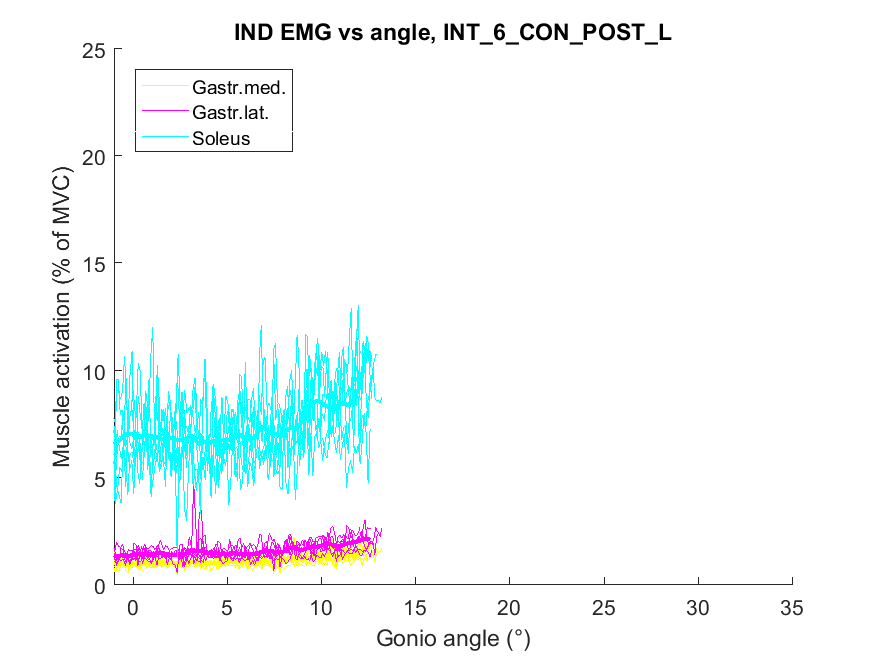 IND EMG vs angle, INT_6_CON_POST_L
25
Gastr.med.
Gastr.lat.
Soleus
20
15
10
5
0
Muscle activation (% of MVC)
0 5 10 15 20 25 30 35
Gonio angle (°)